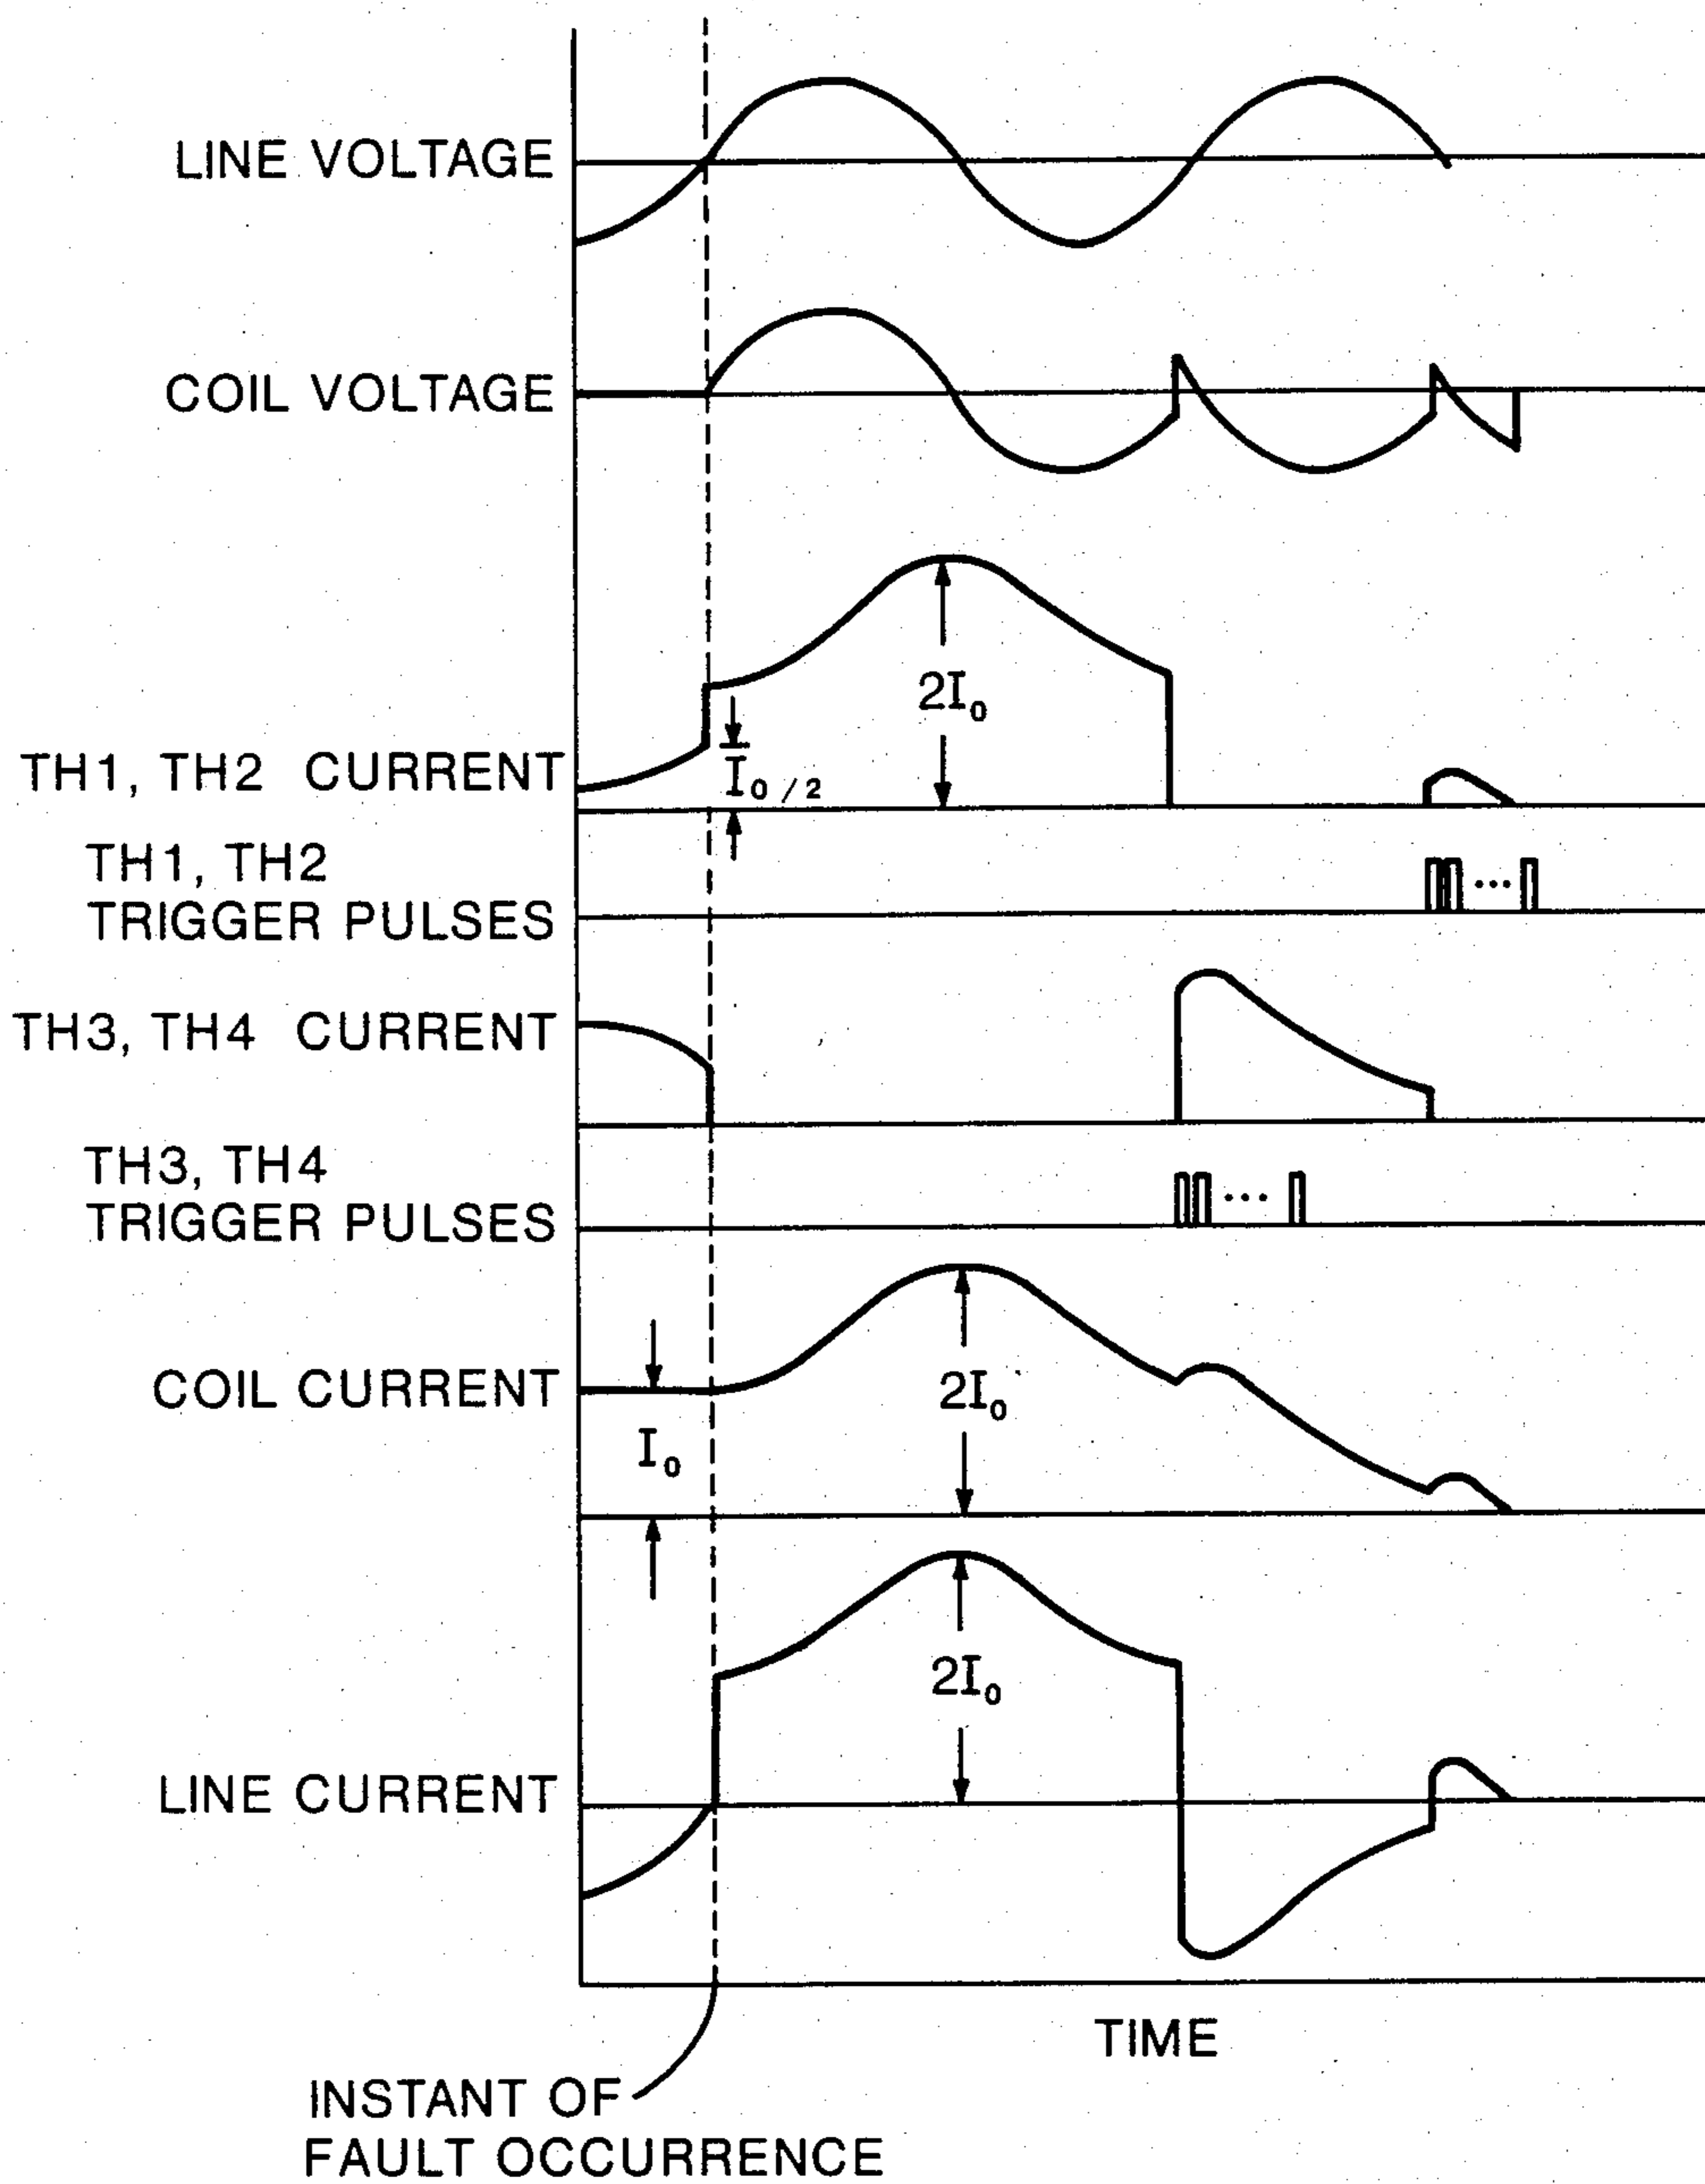 LINE VOLTAGE
COIL VOLTAGE
2I₀
TH1, TH2 CURRENT
I₀/2
TH1, TH2
TRIGGER PULSES
...
TH3, TH4 CURRENT
TH3, TH4
TRIGGER PULSES
...
COIL CURRENT
2I₀
I₀
2I₀
LINE CURRENT
TIME
INSTANT OF
FAULT OCCURRENCE